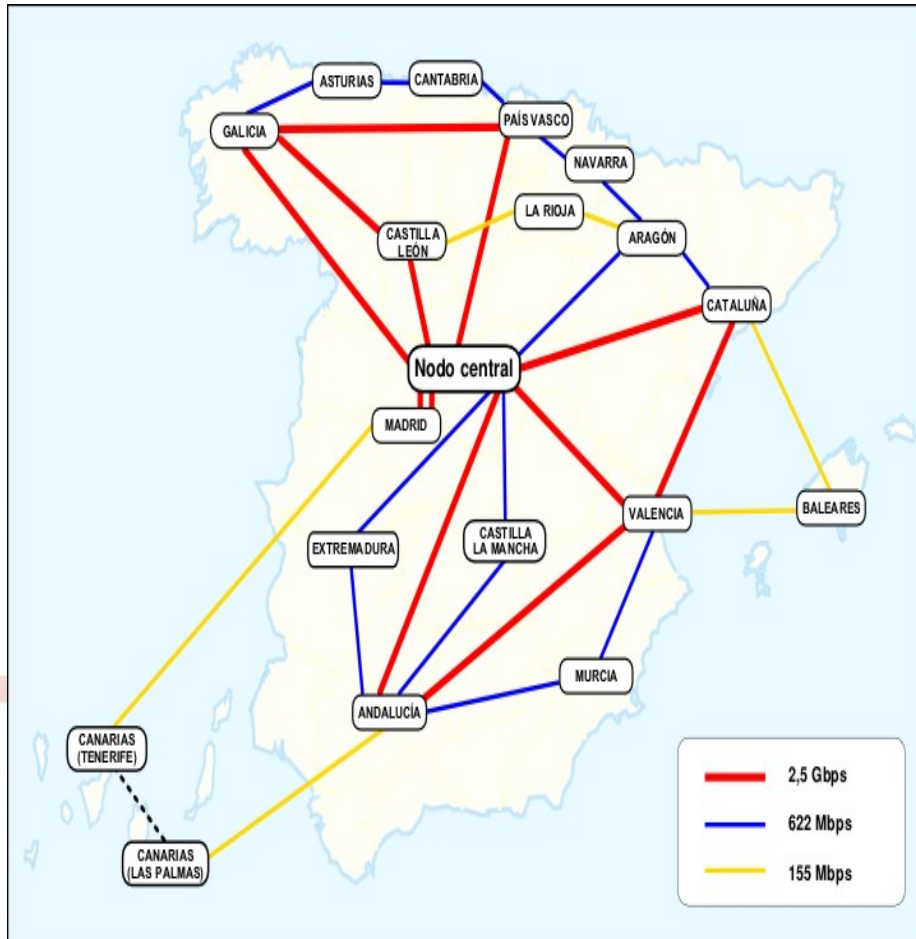 ASTURIAS
CANTABRIA
GALICIA
PAÍS VASCO
NAVARRA
LA RIOJA
CASTILLA
LEÓN
ARAGÓN
CATALUÑA
Nodo central
MADRID
VALENCIA
BALEARES
EXTREMADURA
CASTILLA
LA MANCHA
MURCIA
ANDALUCÍA
CANARIAS
(TENERIFE)
CANARIAS
(LAS PALMAS)
2,5 Gbps
622 Mbps
155 Mbps